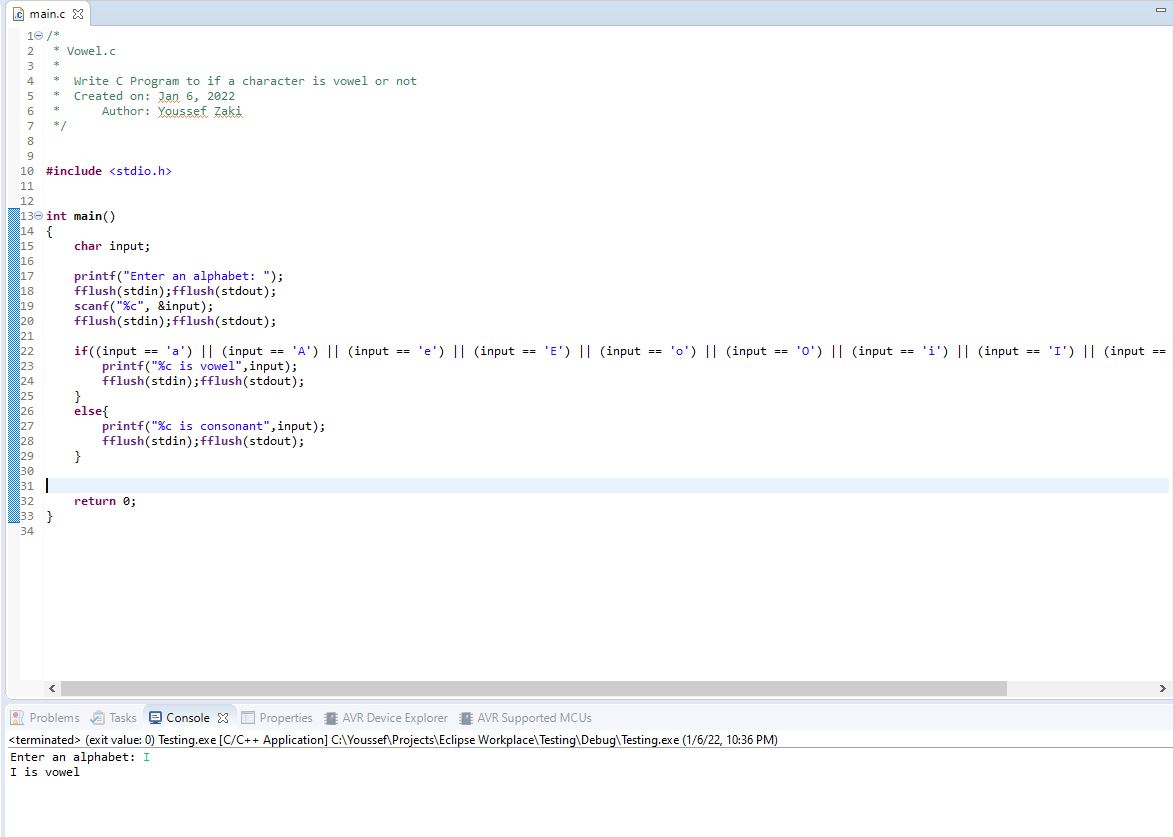 main.c
1 /*
2  * Vowel.c
3  *
4  *  Write C Program to if a character is vowel or not
5  *  Created on: Jan 6, 2022
6  *      Author: Youssef Zaki
7  */
8
9
10 #include <stdio.h>
11
12
13 int main()
14 {
15     char input;
16
17     printf("Enter an alphabet: ");
18     fflush(stdin);fflush(stdout);
19     scanf("%c", &input);
20     fflush(stdin);fflush(stdout);
21
22     if((input == 'a') || (input == 'A') || (input == 'e') || (input == 'E') || (input == 'o') || (input == 'O') || (input == 'i') || (input == 'I') || (input ==
23         printf("%c is vowel",input);
24         fflush(stdin);fflush(stdout);
25     }
26     else{
27         printf("%c is consonant",input);
28         fflush(stdin);fflush(stdout);
29     }
30
31
32     return 0;
33 }
34
Problems Tasks Console Properties AVR Device Explorer AVR Supported MCUs
<terminated> (exit value: 0) Testing.exe [C/C++ Application] C:\Youssef\Projects\Eclipse Workplace\Testing\Debug\Testing.exe (1/6/22, 10:36 PM)
Enter an alphabet: I
I is vowel